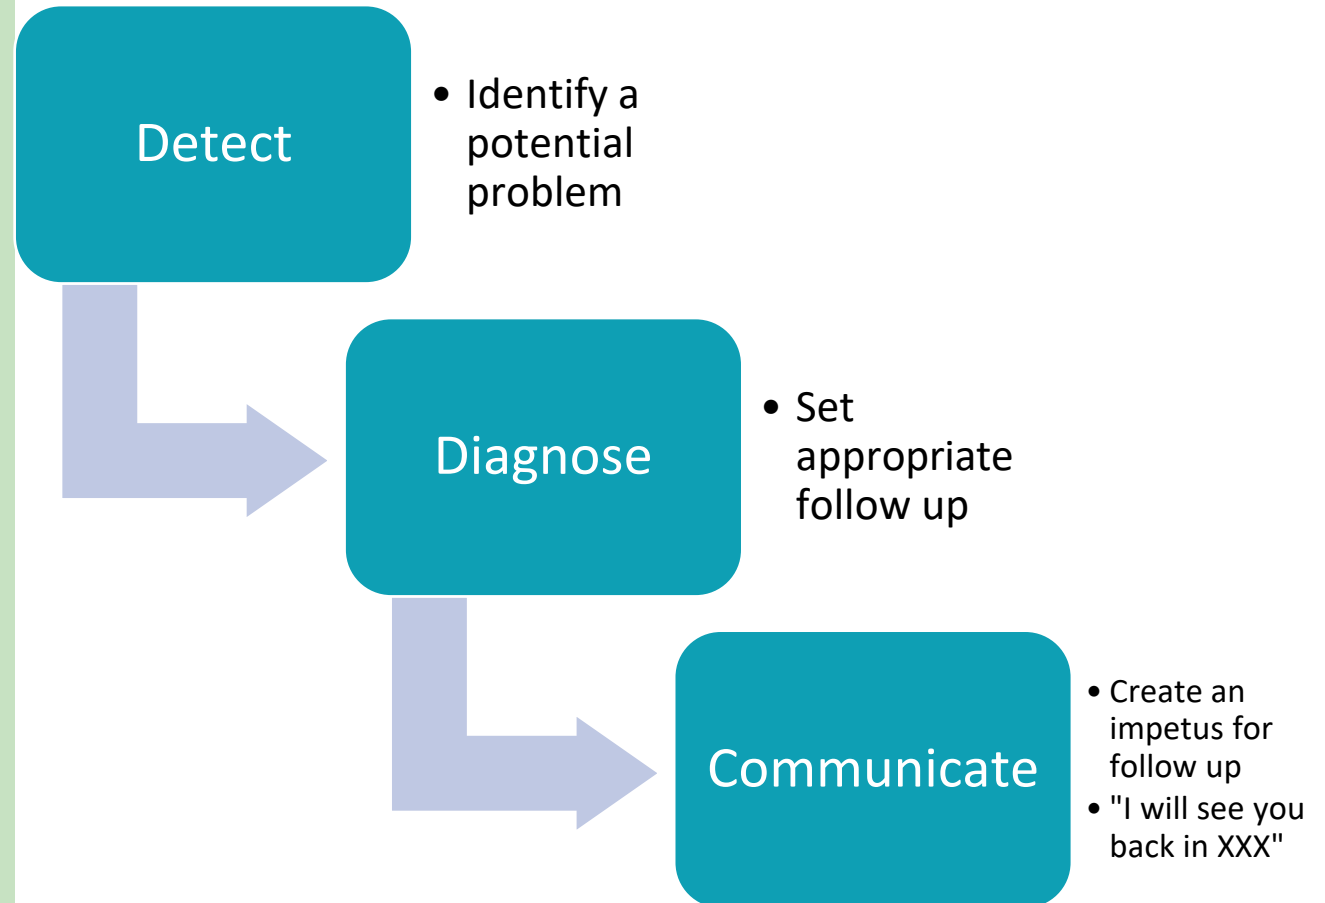 Detect
• Identify a
potential
problem
Diagnose
• Set
appropriate
follow up
Communicate
• Create an
impetus for
follow up
• "I will see you
back in XXX"